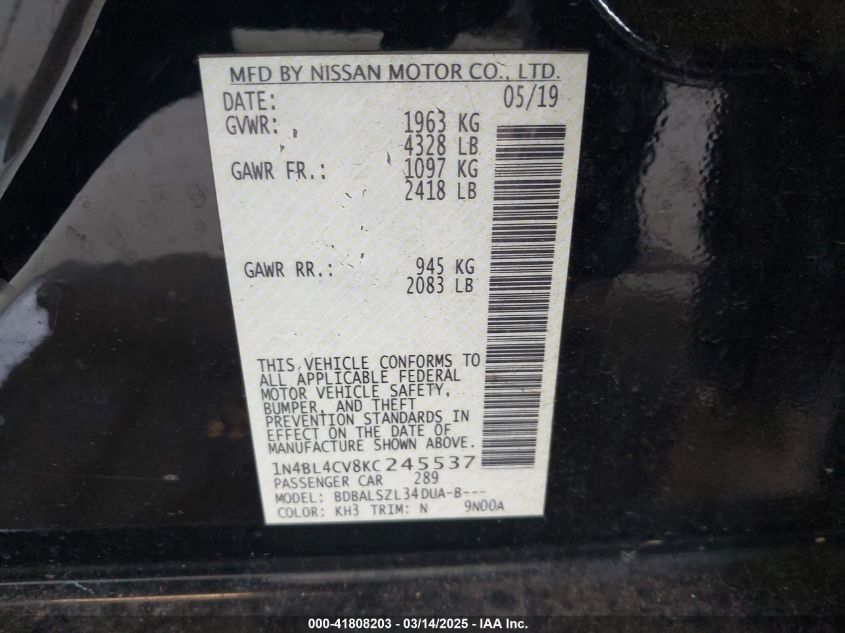 MFD BY NISSAN MOTOR CO., LTD.
DATE: 05/19
GVWR: 1963 KG
4328 LB
GAWR FR.: 1097 KG
2418 LB
GAWR RR.: 945 KG
2083 LB
THIS VEHICLE CONFORMS TO
ALL APPLICABLE FEDERAL
MOTOR VEHICLE SAFETY,
BUMPER, AND THEFT
PREVENTION STANDARDS IN
EFFECT ON THE DATE OF
MANUFACTURE SHOWN ABOVE.
1N4BL4CV8KC245537
PASSENGER CAR 289
MODEL: BDBALSZL34DUA-B---
COLOR: KH3 TRIM: N 9N00A
000-41808203 - 03/14/2025 - IAA Inc.